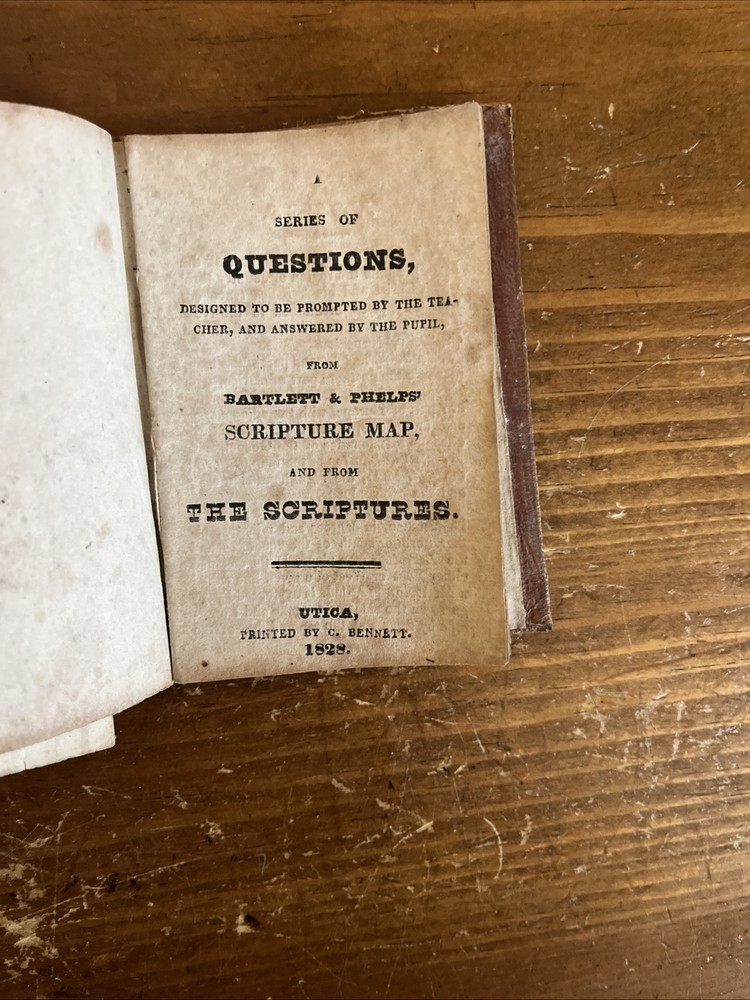 A
SERIES OF
QUESTIONS,
DESIGNED TO BE PROMPTED BY THE TEA-
CHER, AND ANSWERED BY THE PUPIL,
FROM
BARTLETT & PHELPS'
SCRIPTURE MAP,
AND FROM
THE SCRIPTURES.
UTICA,
PRINTED BY C. BENNETT.
1828.